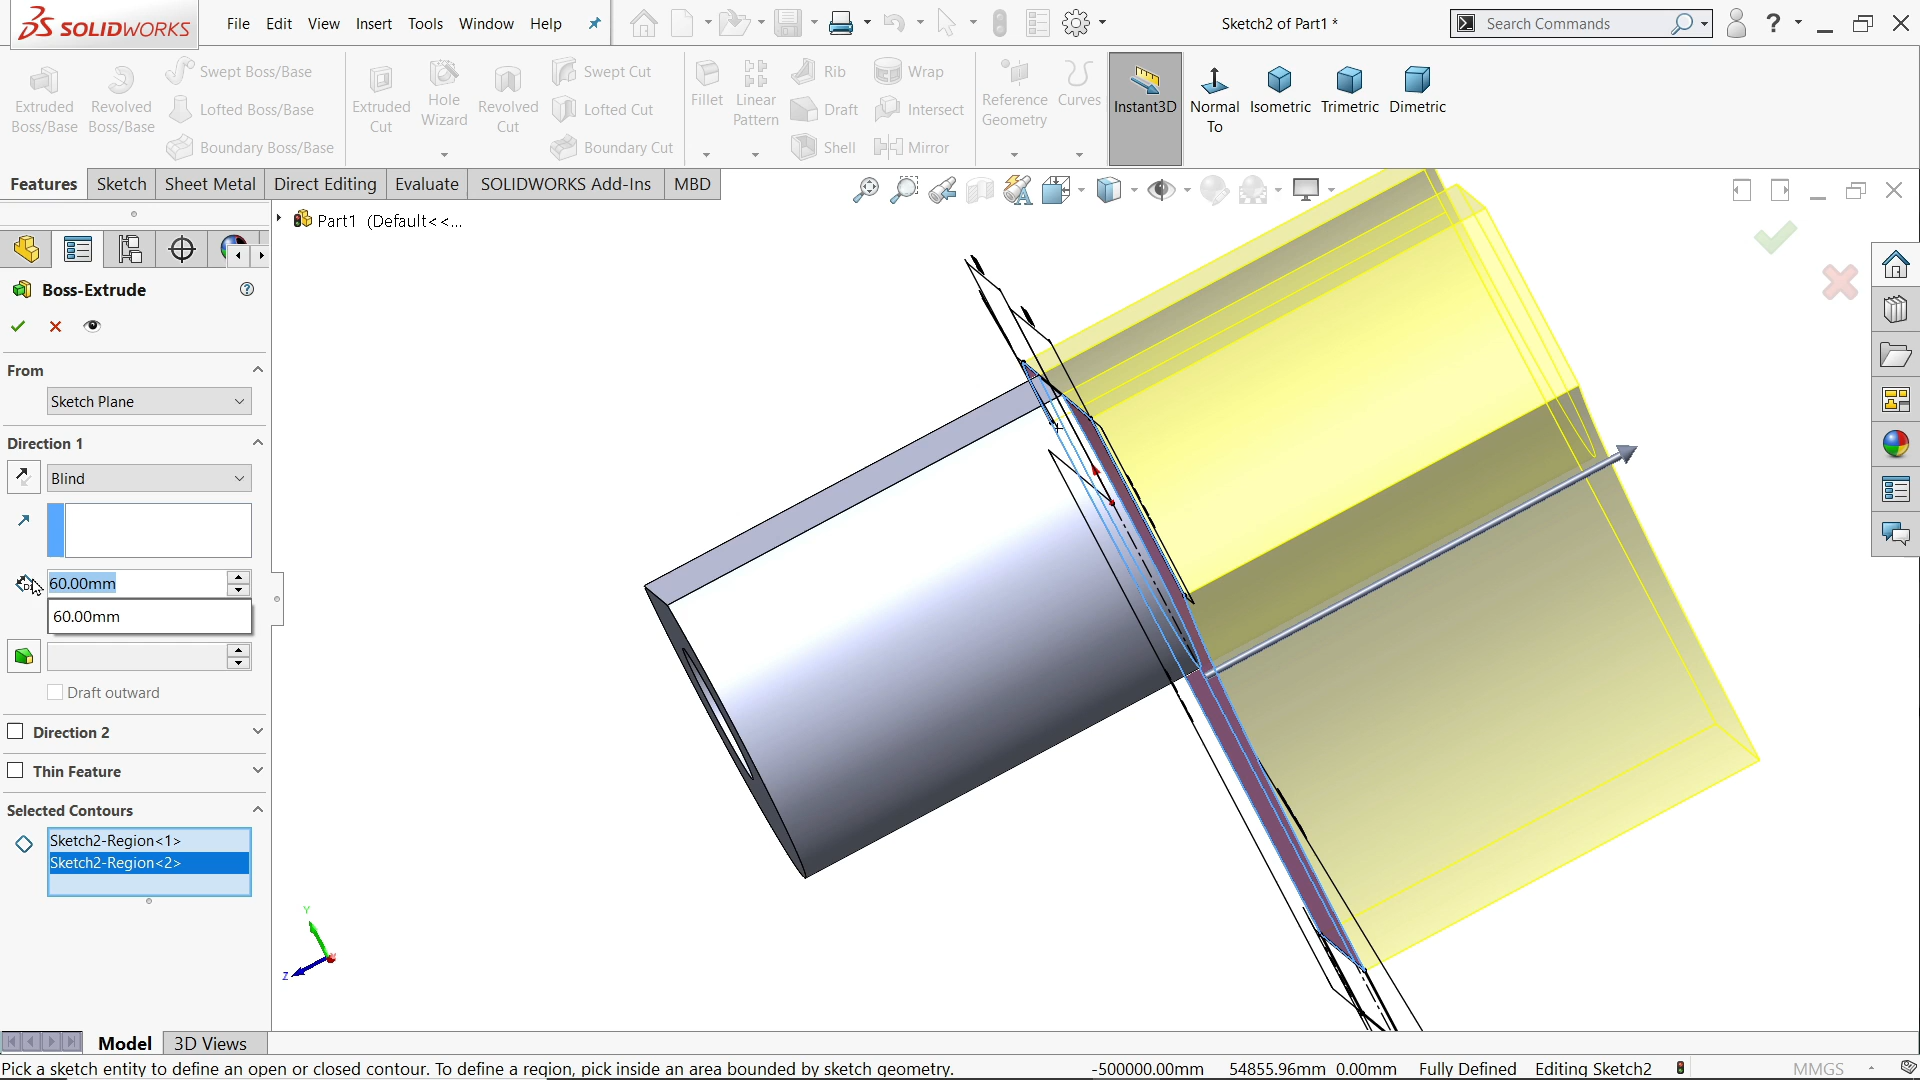 SOLIDWORKS
File Edit View Insert Tools Window Help
Sketch2 of Part1 *
Search Commands
?
Extruded Boss/Base
Revolved Boss/Base
Swept Boss/Base
Lofted Boss/Base
Boundary Boss/Base
Extruded Cut
Hole Wizard
Revolved Cut
Swept Cut
Lofted Cut
Boundary Cut
Fillet
Linear Pattern
Rib
Draft
Shell
Wrap
Intersect
Mirror
Reference Geometry
Curves
Instant3D
Normal To
Isometric
Trimetric
Dimetric
Features Sketch Sheet Metal Direct Editing Evaluate SOLIDWORKS Add-Ins MBD
Part1 (Default<<...
Boss-Extrude
From
Sketch Plane
Direction 1
Blind
60.00mm
60.00mm
Draft outward
Direction 2
Thin Feature
Selected Contours
Sketch2-Region<1>
Sketch2-Region<2>
Y
Z
Model 3D Views
Pick a sketch entity to define an open or closed contour. To define a region, pick inside an area bounded by sketch geometry. -500000.00mm 54855.96mm 0.00mm Fully Defined Editing Sketch2 MMGS